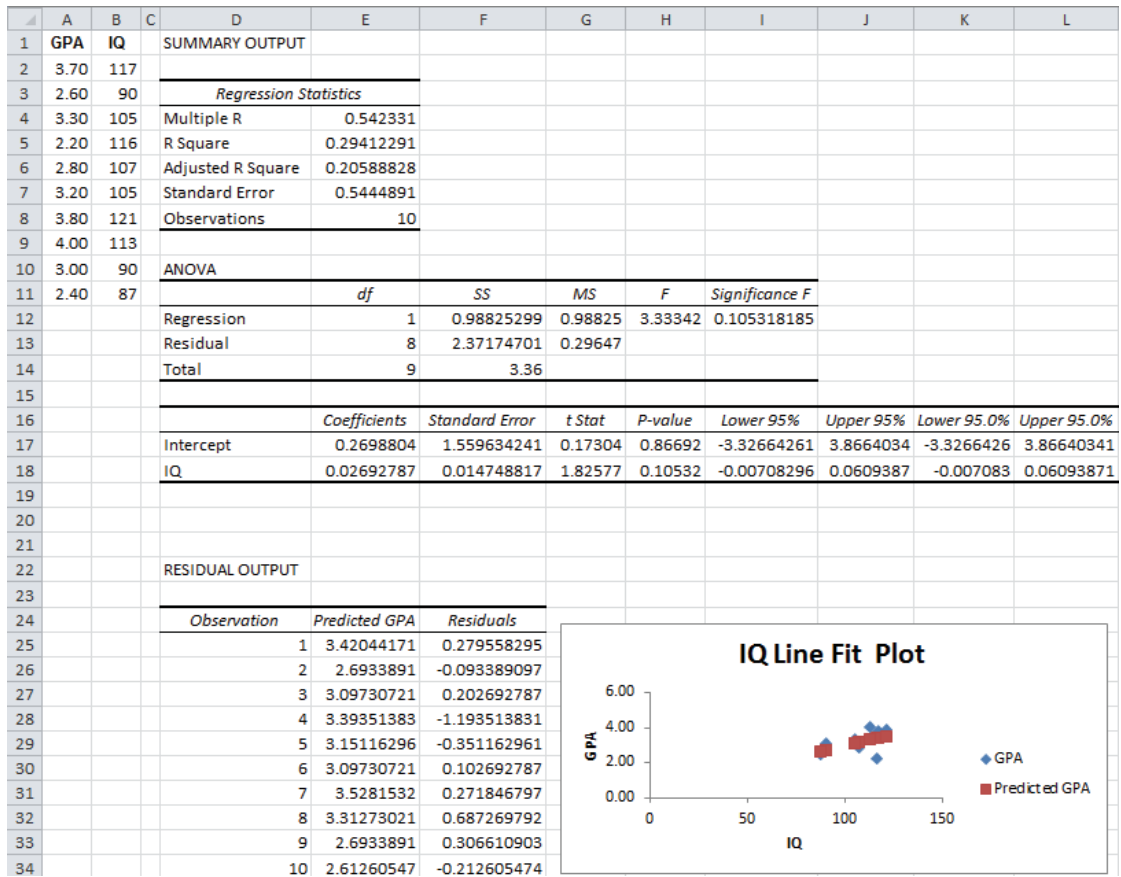 A B C D E F G H I J K L
1 GPA IQ SUMMARY OUTPUT
2 3.70 117
3 2.60 90 Regression Statistics
4 3.30 105 Multiple R 0.542331
5 2.20 116 R Square 0.29412291
6 2.80 107 Adjusted R Square 0.20588828
7 3.20 105 Standard Error 0.5444891
8 3.80 121 Observations 10
9 4.00 113
10 3.00 90 ANOVA
11 2.40 87 df SS MS F Significance F
12 Regression 1 0.98825299 0.98825 3.33342 0.105318185
13 Residual 8 2.37174701 0.29647
14 Total 9 3.36
15
16 Coefficients Standard Error t Stat P-value Lower 95% Upper 95% Lower 95.0% Upper 95.0%
17 Intercept 0.2698804 1.559634241 0.17304 0.86692 -3.32664261 3.8664034 -3.3266426 3.86640341
18 IQ 0.02692787 0.014748817 1.82577 0.10532 -0.00708296 0.0609387 -0.007083 0.06093871
19
20
21
22 RESIDUAL OUTPUT
23
24 Observation Predicted GPA Residuals
25 1 3.42044171 0.279558295
26 2 2.6933891 -0.093389097
27 3 3.09730721 0.202692787
28 4 3.39351383 -1.193513831
29 5 3.15116296 -0.351162961
30 6 3.09730721 0.102692787
31 7 3.5281532 0.271846797
32 8 3.31273021 0.687269792
33 9 2.6933891 0.306610903
34 10 2.61260547 -0.212605474
IQ Line Fit Plot
6.00
4.00
2.00
0.00
GPA
0 50 100 150
IQ
GPA
Predicted GPA